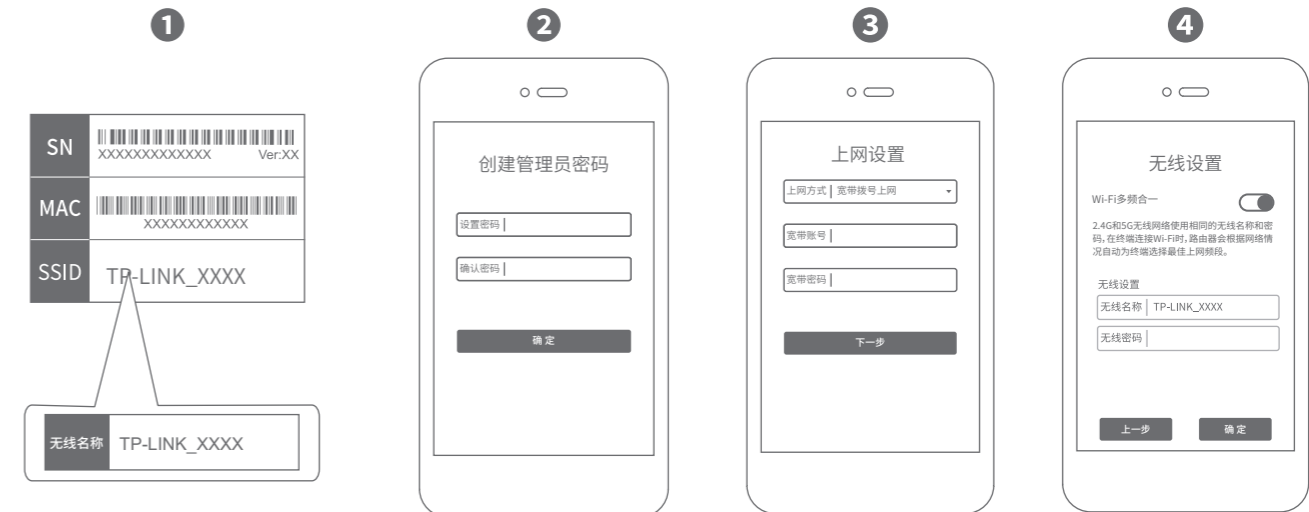 1
SN
XXXXXXXXXXXXX Ver:XX
MAC
XXXXXXXXXXXX
SSID
TP-LINK_XXXX
无线名称 TP-LINK_XXXX
2
创建管理员密码
设置密码
确认密码
确定
3
上网设置
上网方式 宽带拨号上网
宽带账号
宽带密码
下一步
4
无线设置
Wi-Fi多频合一
2.4G和5G无线网络使用相同的无线名称和密
码,在终端连接Wi-Fi时,路由器会根据网络情
况自动为终端选择最佳上网频段。
无线设置
无线名称 TP-LINK_XXXX
无线密码
上一步 确定